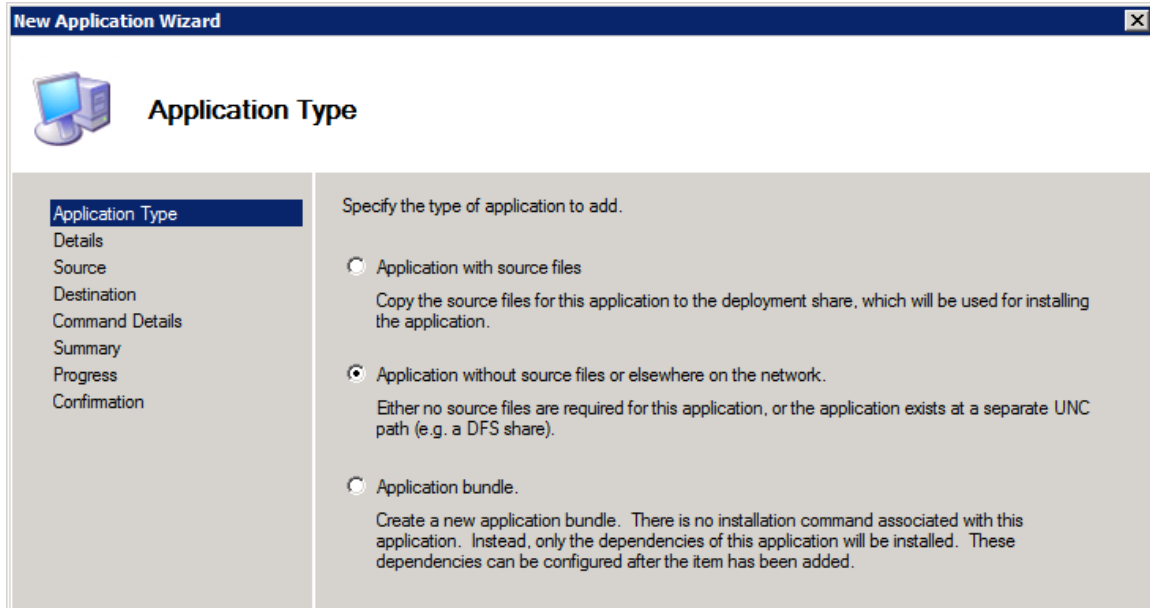 New Application Wizard
Application Type
Application Type
Details
Source
Destination
Command Details
Summary
Progress
Confirmation
Specify the type of application to add.
Application with source files
Copy the source files for this application to the deployment share, which will be used for installing
the application.
Application without source files or elsewhere on the network.
Either no source files are required for this application, or the application exists at a separate UNC
path (e.g. a DFS share).
Application bundle.
Create a new application bundle.  There is no installation command associated with this
application.  Instead, only the dependencies of this application will be installed.  These
dependencies can be configured after the item has been added.